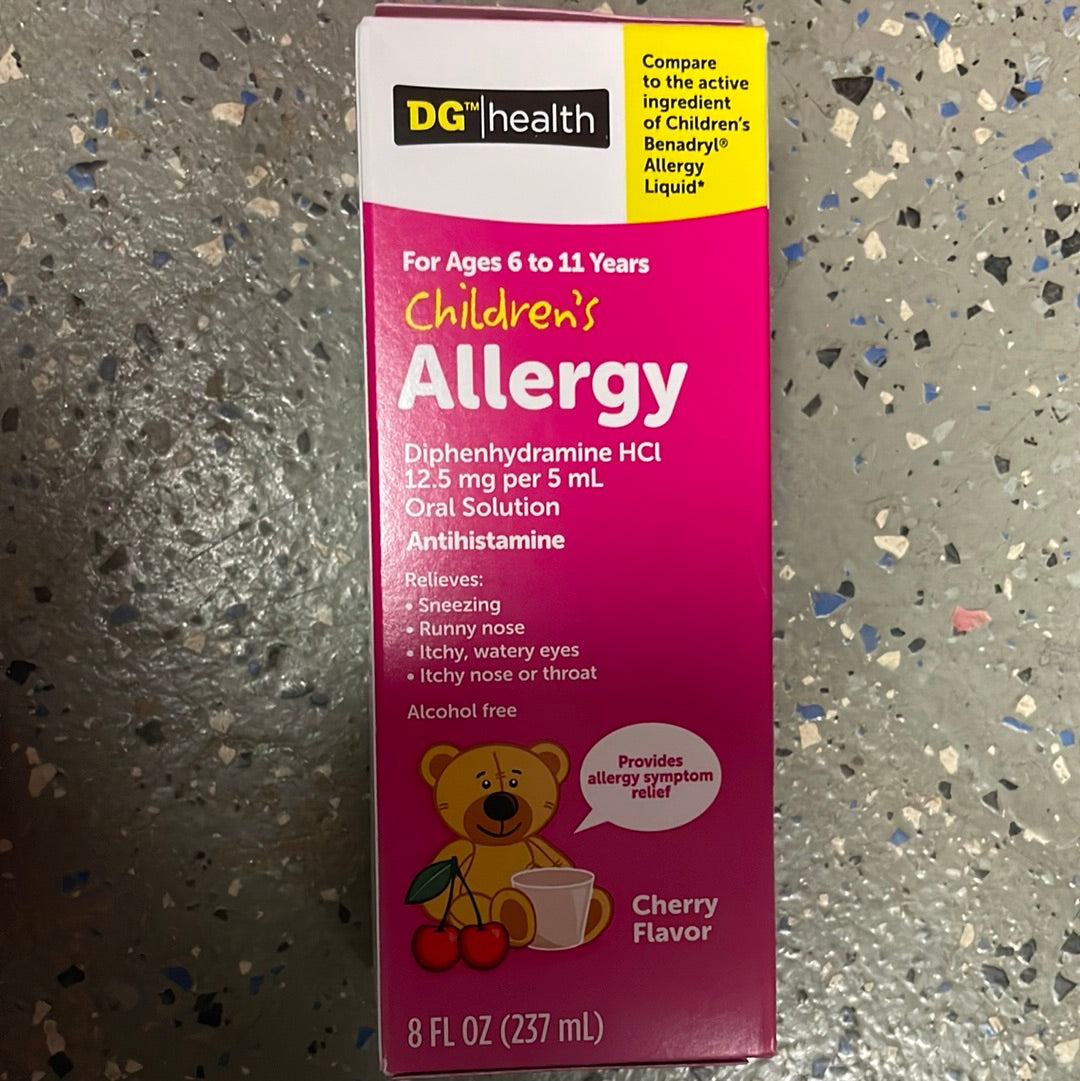 DG™|health
Compare
to the active
ingredient
of Children's
Benadryl®
Allergy
Liquid*
For Ages 6 to 11 Years
Children's
Allergy
Diphenhydramine HCl
12.5 mg per 5 mL
Oral Solution
Antihistamine
Relieves:
• Sneezing
• Runny nose
• Itchy, watery eyes
• Itchy nose or throat
Alcohol free
Provides
allergy symptom
relief
Cherry
Flavor
8 FL OZ (237 mL)